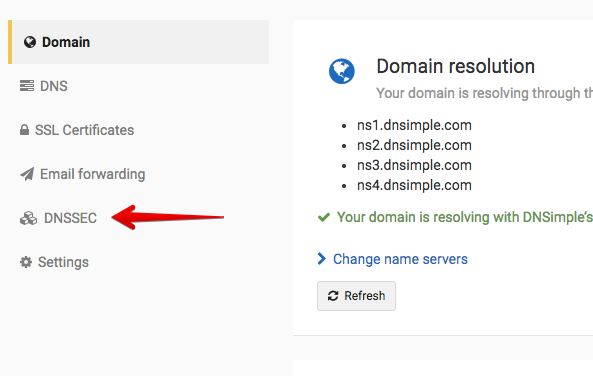 Domain
DNS
SSL Certificates
Email forwarding
DNSSEC
Settings
Domain resolution
Your domain is resolving through th
ns1.dnsimple.com
ns2.dnsimple.com
ns3.dnsimple.com
ns4.dnsimple.com
Your domain is resolving with DNSimple's
Change name servers
Refresh